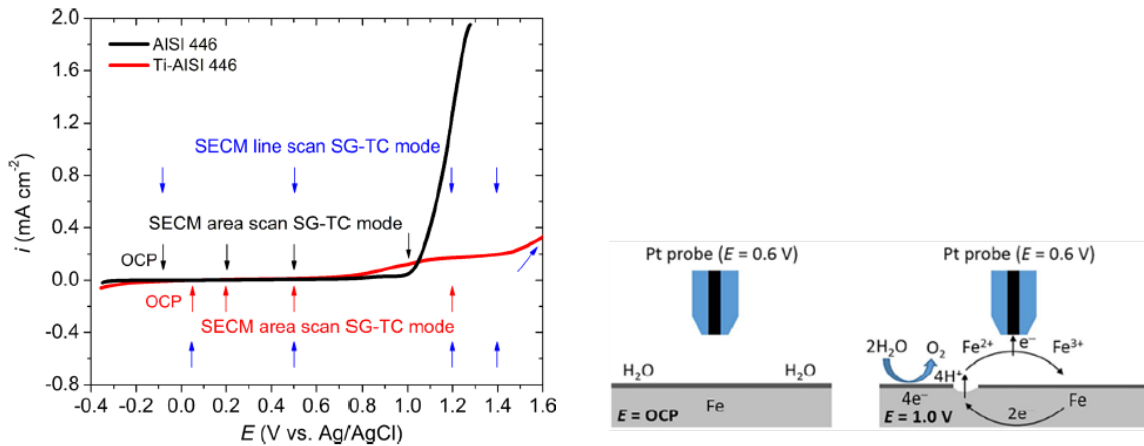 2.0
1.6
1.2
0.8
0.4
0.0
-0.4
-0.8
i (mA cm⁻²)
AISI 446
Ti-AISI 446
SECM line scan SG-TC mode
SECM area scan SG-TC mode
OCP
OCP
SECM area scan SG-TC mode
-0.4 -0.2 0.0 0.2 0.4 0.6 0.8 1.0 1.2 1.4 1.6
E (V vs. Ag/AgCl)
Pt probe (E = 0.6 V)
H₂O H₂O
Fe
E = OCP
Pt probe (E = 0.6 V)
2H₂O O₂ Fe²⁺ e⁻ Fe³⁺
4H⁺
4e⁻ 2e⁻ Fe
E = 1.0 V